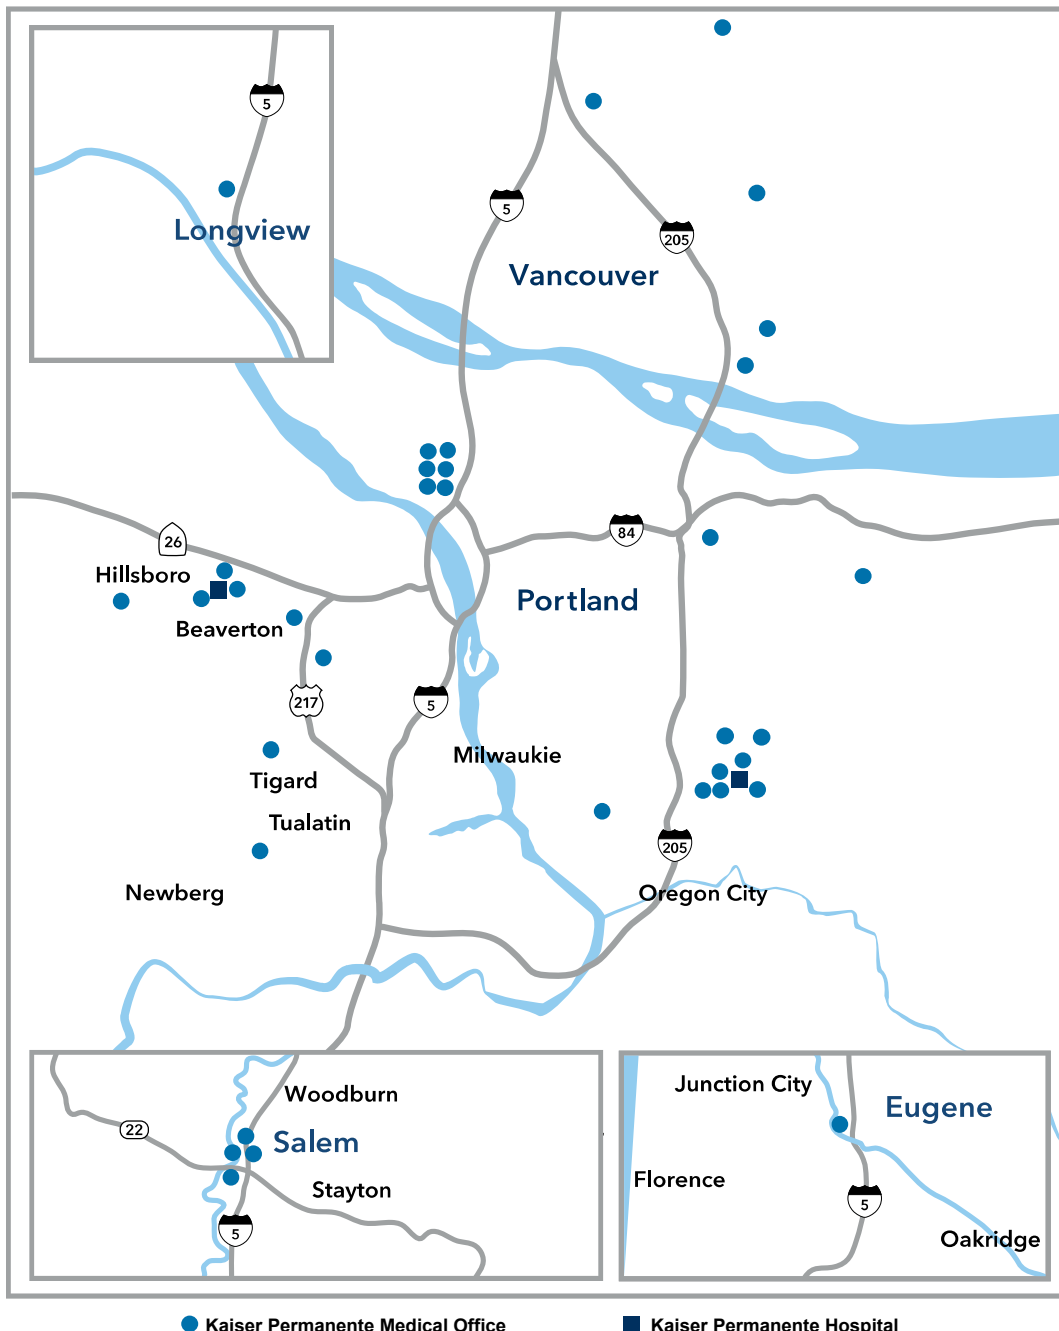 5
Longview
5
205
Vancouver
26
84
Hillsboro
Portland
Beaverton
217
5
Milwaukie
Tigard
Tualatin
205
Newberg
Oregon City
Woodburn
22
Salem
Stayton
5
Junction City
Eugene
Florence
5
Oakridge
Kaiser Permanente Medical Office
Kaiser Permanente Hospital